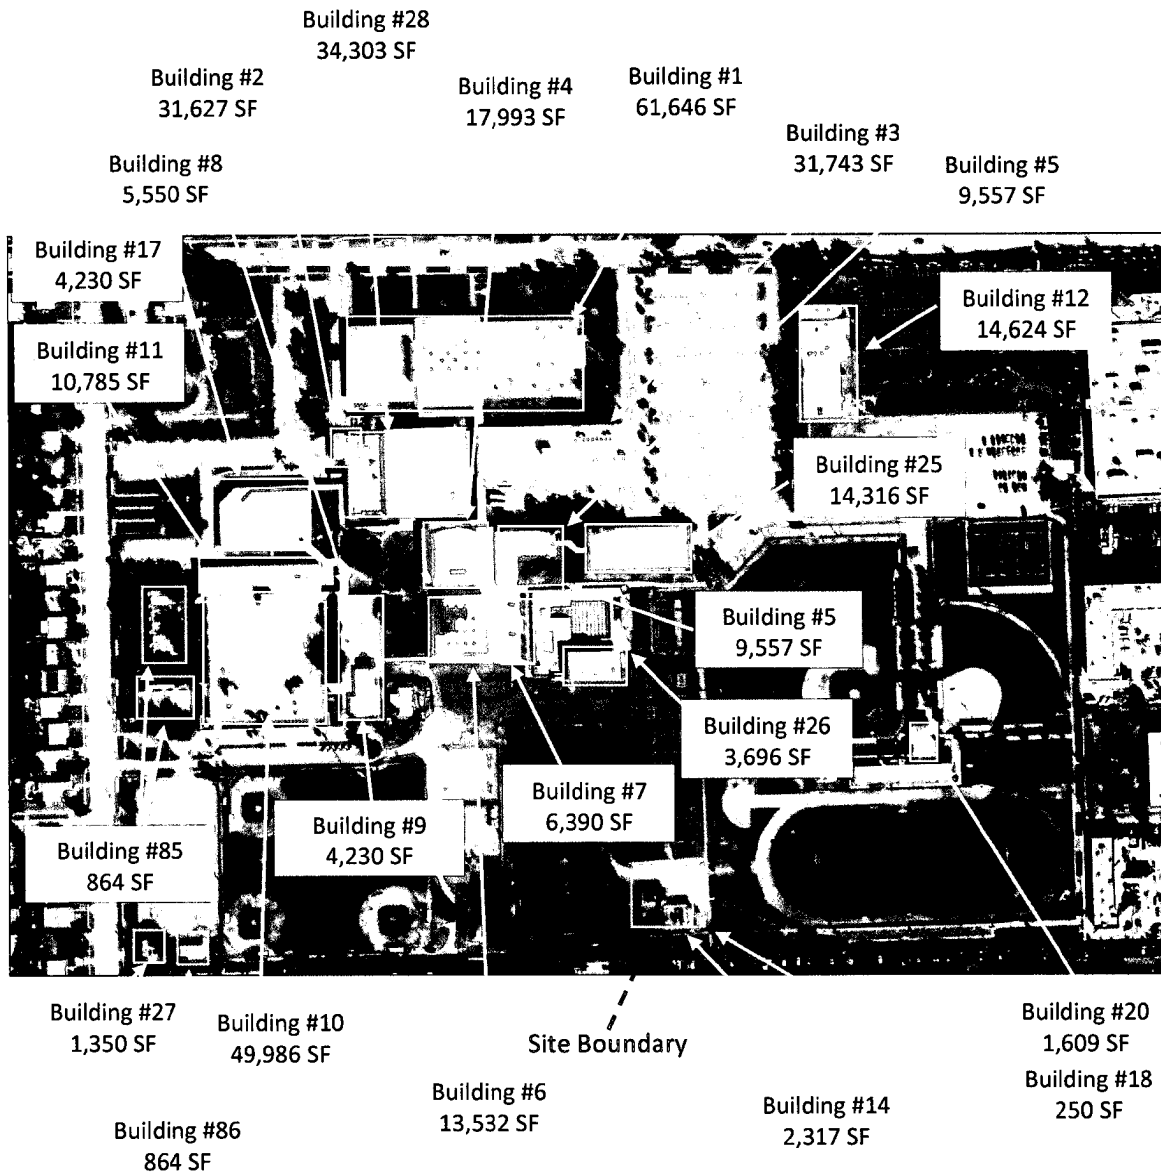 Building #28
34,303 SF
Building #2
31,627 SF
Building #4
17,993 SF
Building #1
61,646 SF
Building #3
31,743 SF
Building #8
5,550 SF
Building #5
9,557 SF
Building #17
4,230 SF
Building #12
14,624 SF
Building #11
10,785 SF
Building #25
14,316 SF
Building #5
9,557 SF
Building #26
3,696 SF
Building #7
6,390 SF
Building #9
4,230 SF
Building #85
864 SF
Building #27
1,350 SF
Building #10
49,986 SF
Site Boundary
Building #20
1,609 SF
Building #18
250 SF
Building #6
13,532 SF
Building #14
2,317 SF
Building #86
864 SF